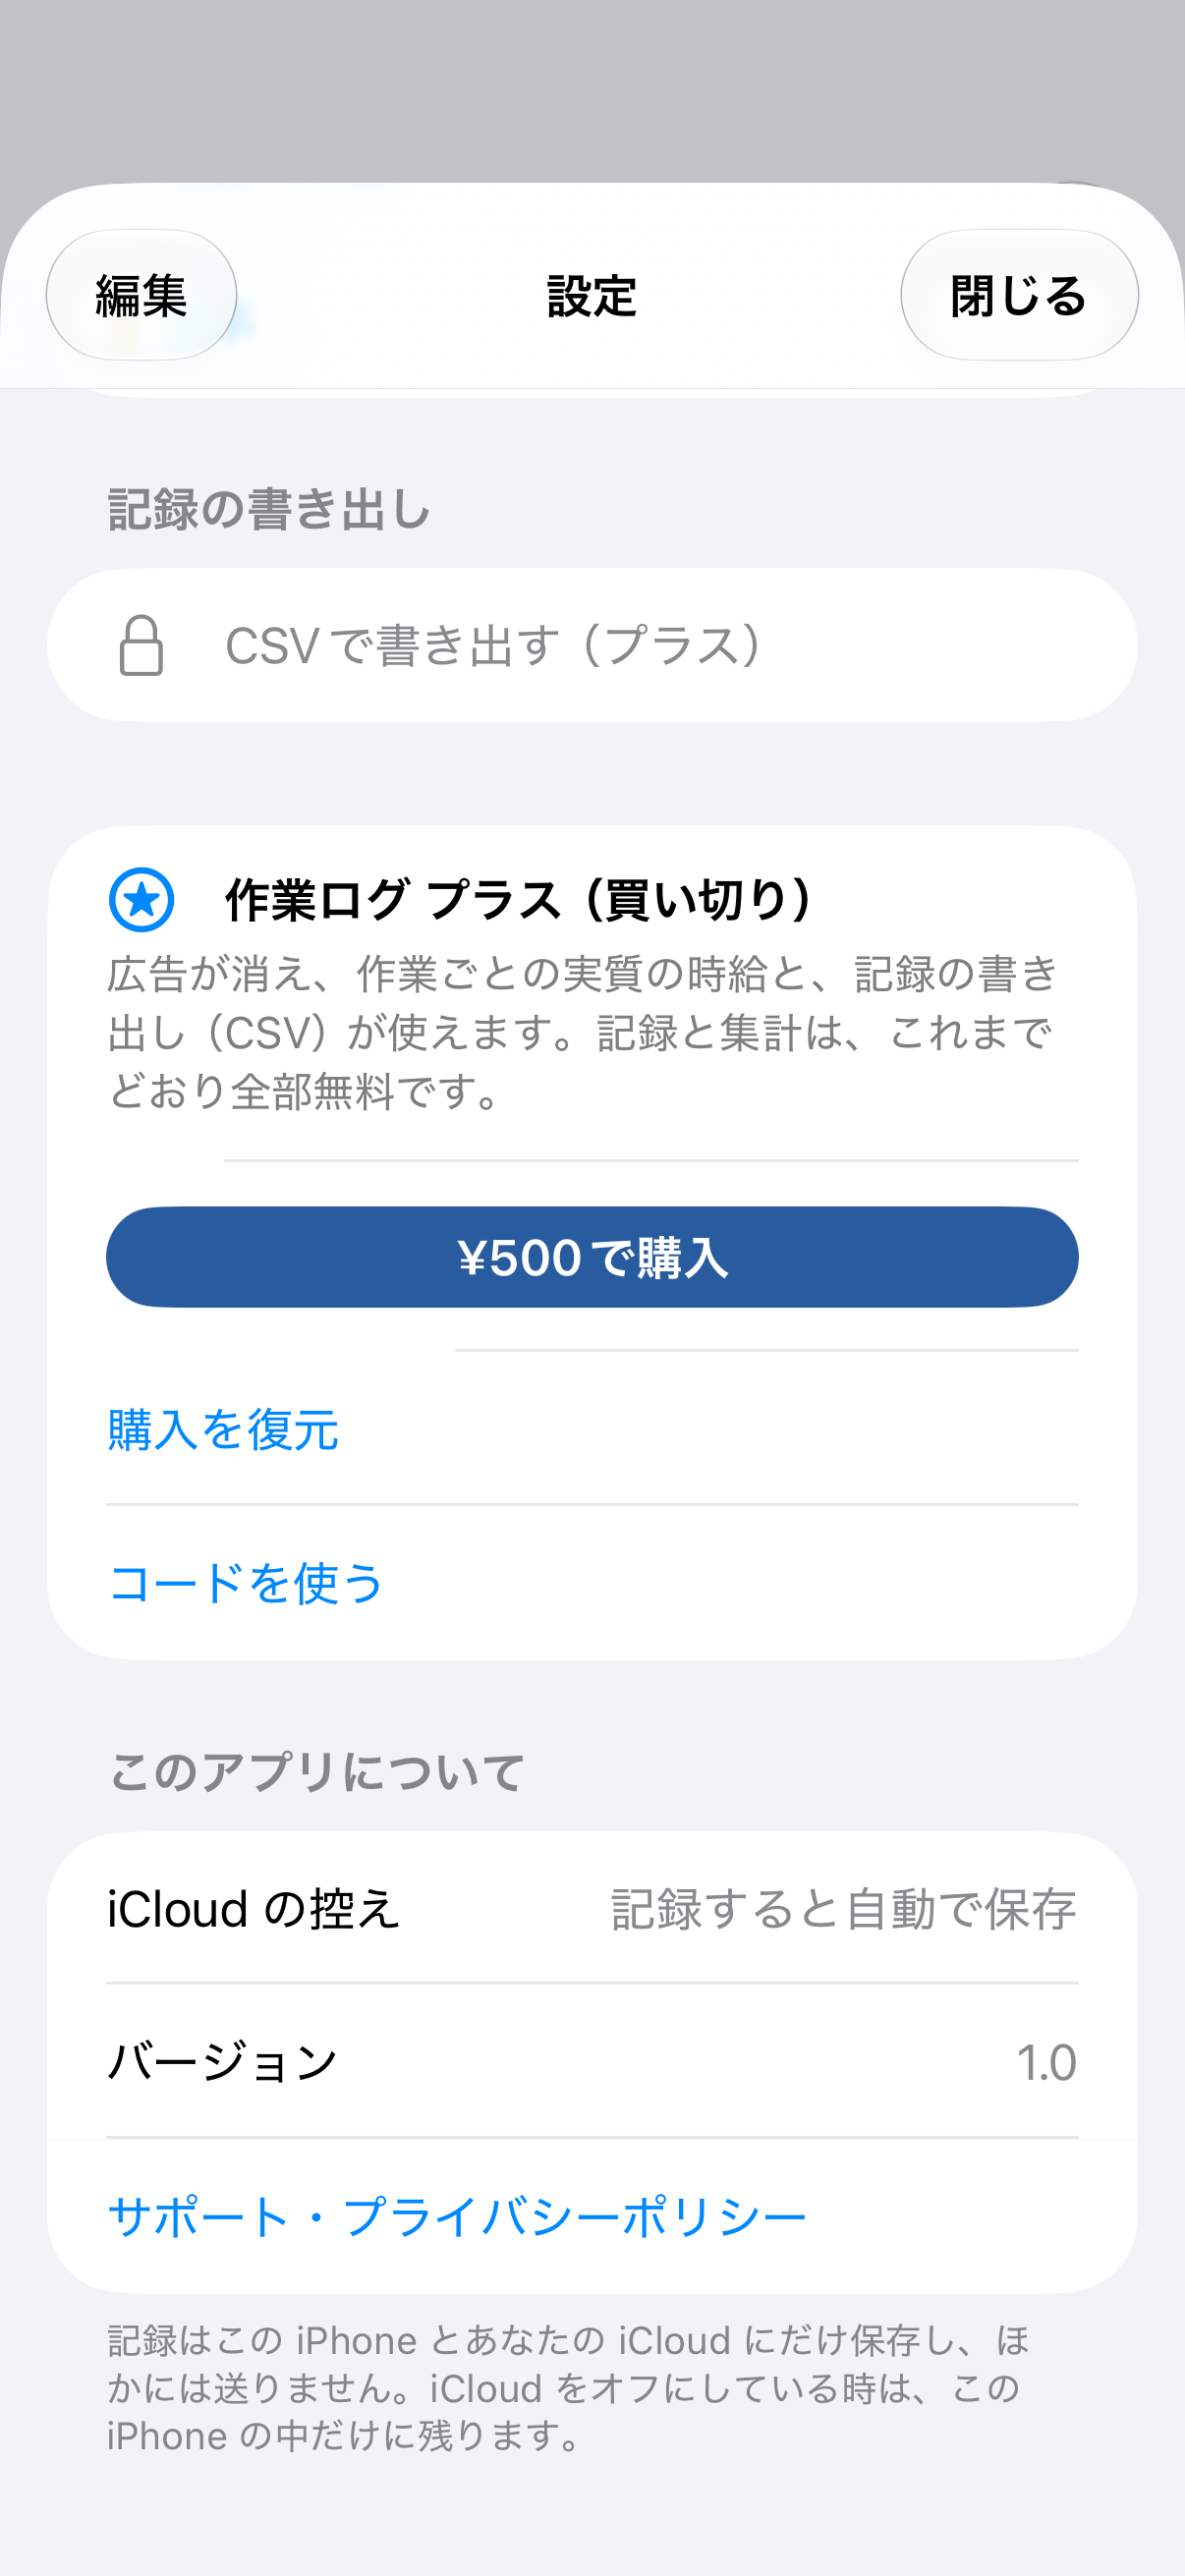 編集
設定
閉じる
記録の書き出し
CSVで書き出す（プラス）
作業ログ プラス（買い切り）
広告が消え、作業ごとの実質の時給と、記録の書き
出し（CSV）が使えます。記録と集計は、これまで
どおり全部無料です。
¥500で購入
購入を復元
コードを使う
このアプリについて
iCloud の控え
記録すると自動で保存
バージョン
1.0
サポート・プライバシーポリシー
記録はこの iPhone とあなたの iCloud にだけ保存し、ほ
かには送りません。iCloud をオフにしている時は、この
iPhone の中だけに残ります。